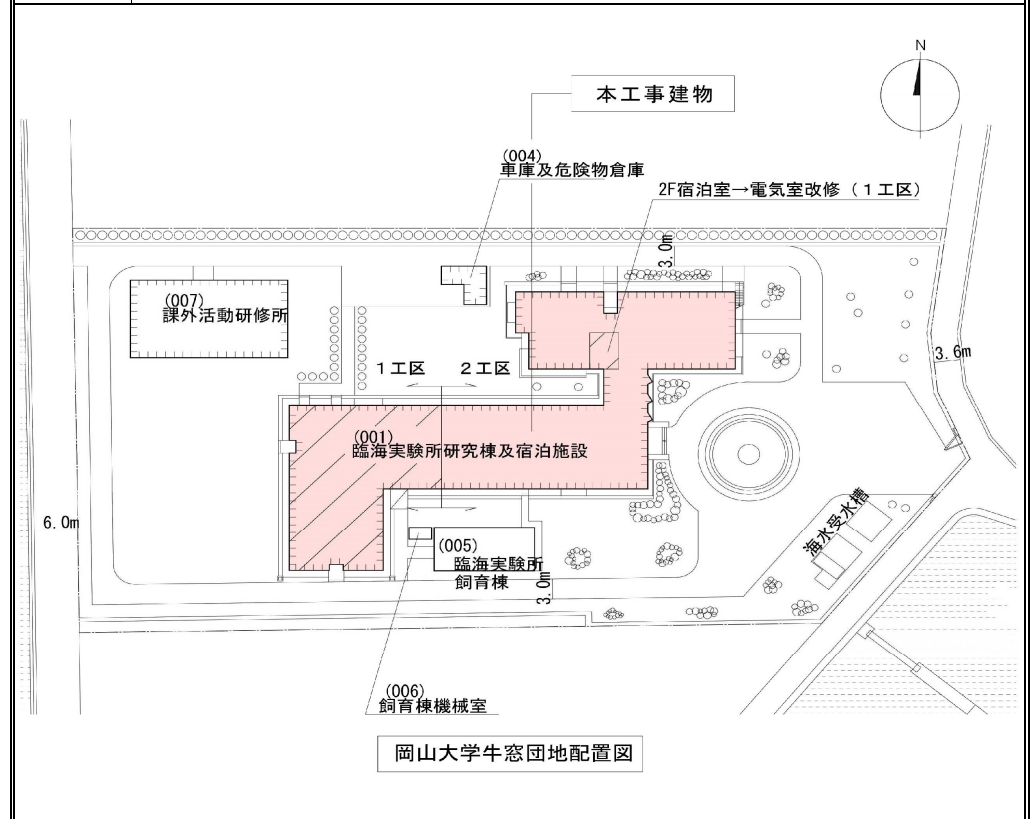 N
本工事建物
(004)
車庫及危険物倉庫
2F宿泊室→電気室改修（１工区）
3.0m
(007)
課外活動研修所
3.6m
１工区
２工区
(001)
臨海実験所研究棟及宿泊施設
6.0m
海水受水槽
(005)
臨海実験所
飼育棟
3.0m
(006)
飼育棟機械室
岡山大学牛窓団地配置図